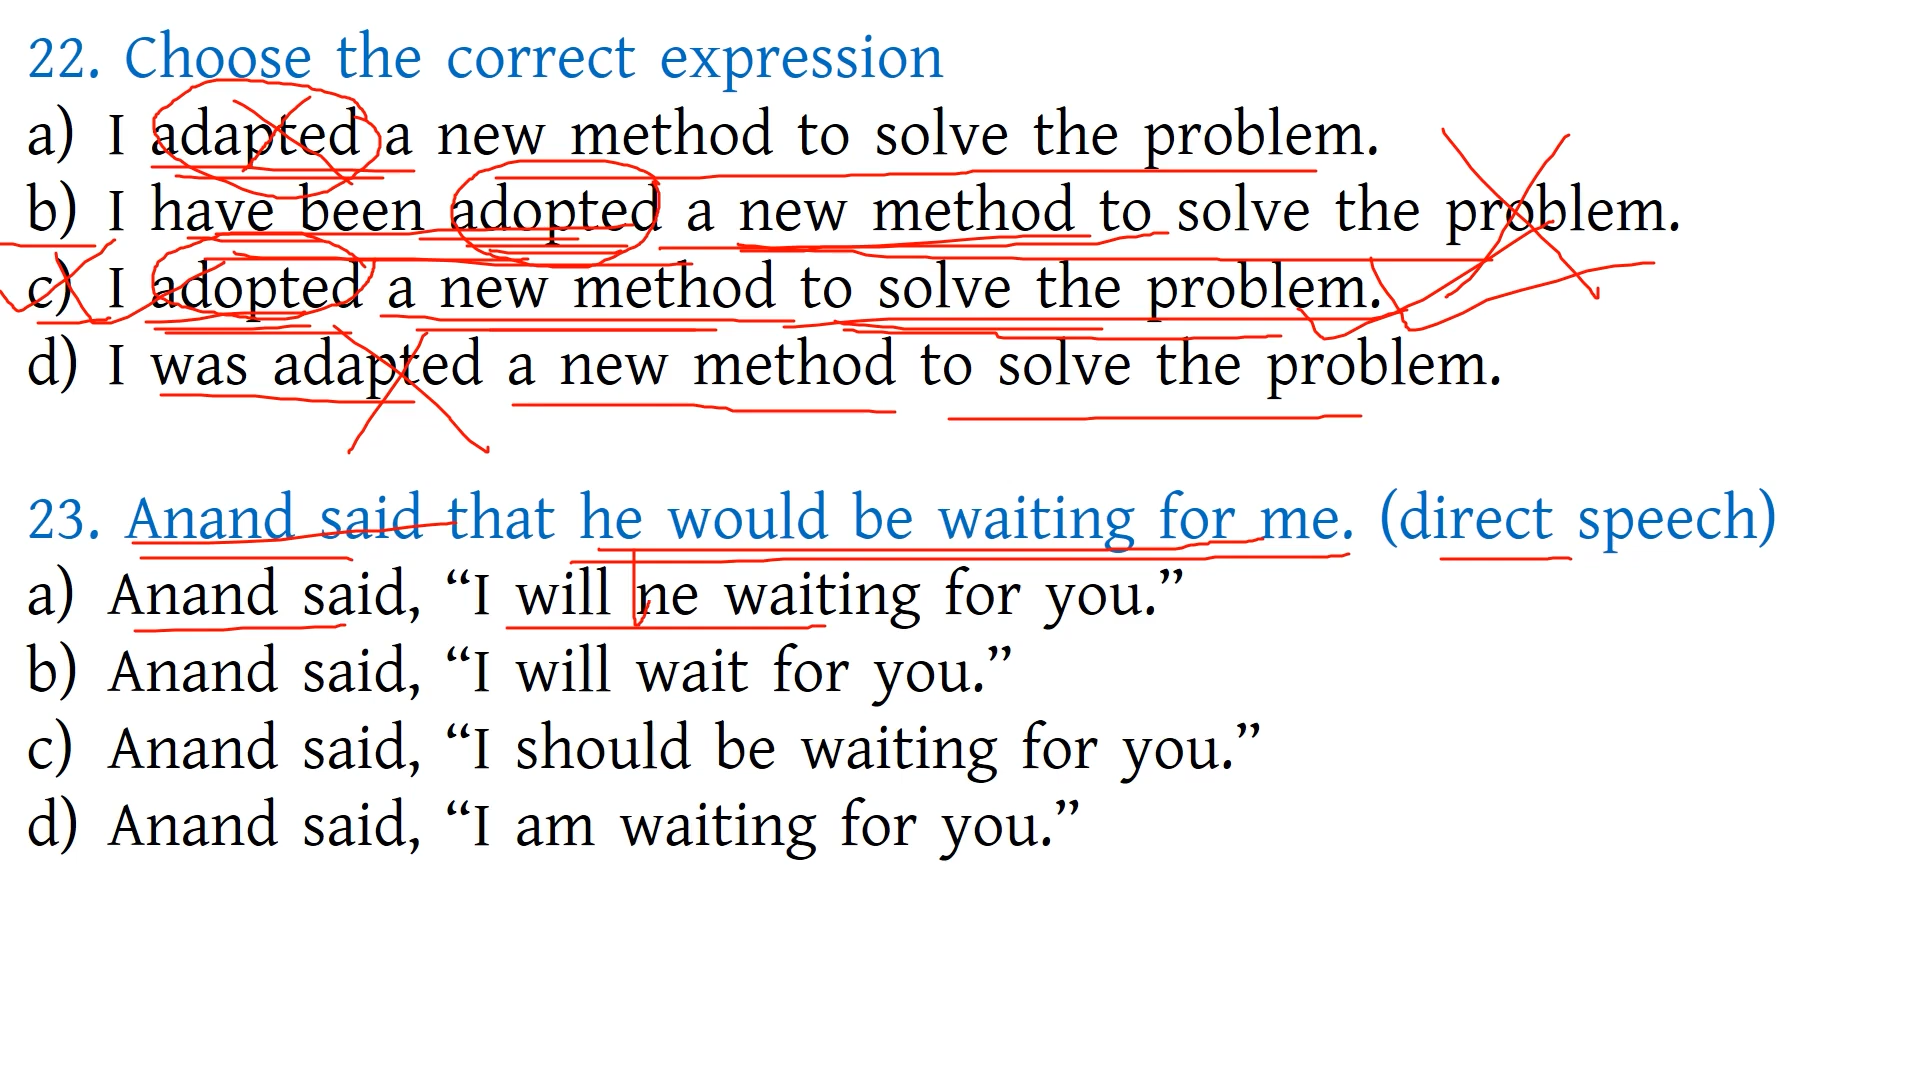 22. Choose the correct expression
a) I adapted a new method to solve the problem.
b) I have been adopted a new method to solve the problem.
c) I adopted a new method to solve the problem.
d) I was adapted a new method to solve the problem.
23. Anand said that he would be waiting for me. (direct speech)
a) Anand said, “I will ne waiting for you.”
b) Anand said, “I will wait for you.”
c) Anand said, “I should be waiting for you.”
d) Anand said, “I am waiting for you.”